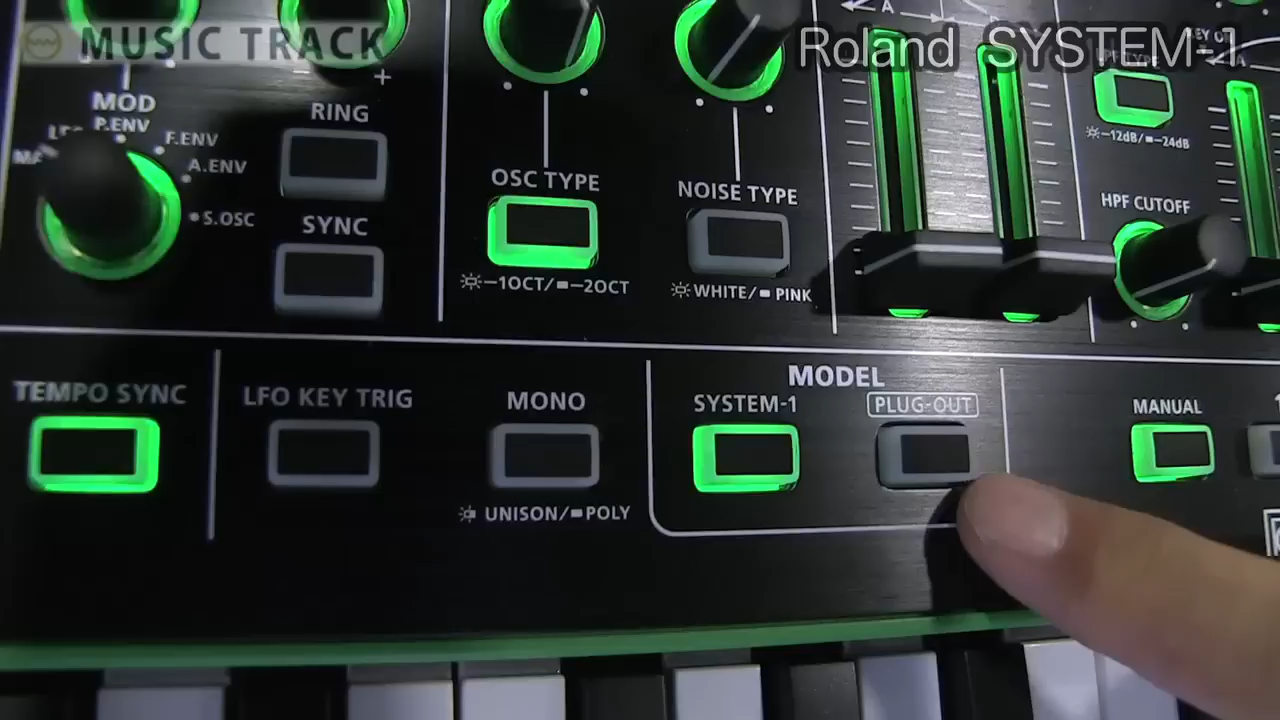 MUSIC TRACK
Roland SYSTEM-1
MOD
P.ENV
F.ENV
A.ENV
S.OSC
+
RING
SYNC
OSC TYPE
-1OCT/ -2OCT
NOISE TYPE
WHITE/ PINK
A
A
-12dB/ -24dB
HPF CUTOFF
TEMPO SYNC
LFO KEY TRIG
MONO
UNISON/ POLY
MODEL
SYSTEM-1
PLUG-OUT
MANUAL